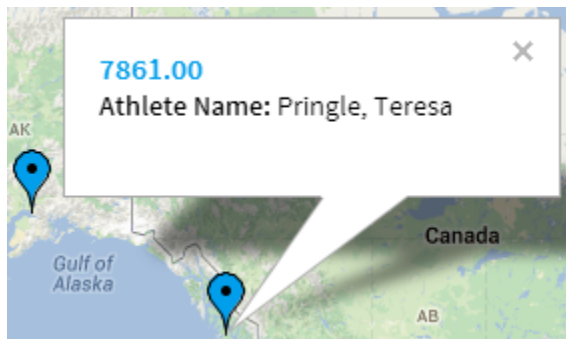 7861.00
×
Athlete Name: Pringle, Teresa
AK
Canada
Gulf of
Alaska
AB